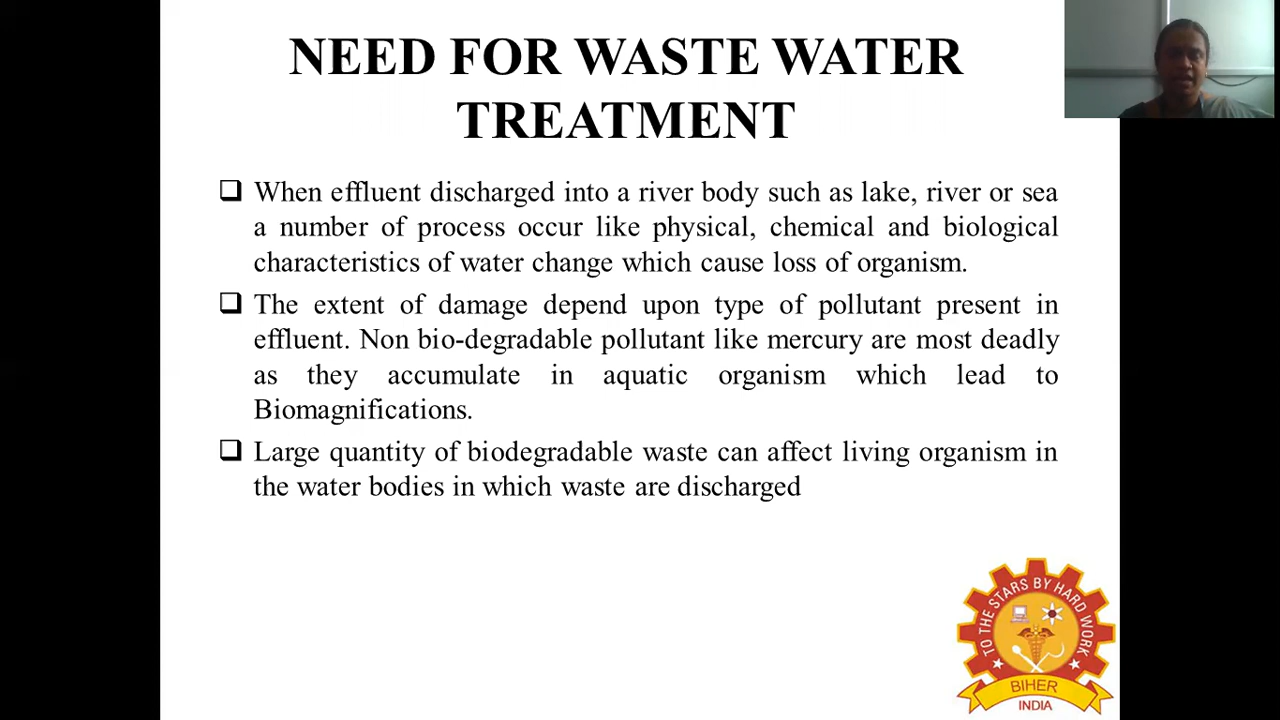 NEED FOR WASTE WATER
TREATMENT
❑ When effluent discharged into a river body such as lake, river or sea
a number of process occur like physical, chemical and biological
characteristics of water change which cause loss of organism.
❑ The extent of damage depend upon type of pollutant present in
effluent. Non bio-degradable pollutant like mercury are most deadly
as they accumulate in aquatic organism which lead to
Biomagnifications.
❑ Large quantity of biodegradable waste can affect living organism in
the water bodies in which waste are discharged
TO THE STARS BY HARD WORK
BIHER
INDIA